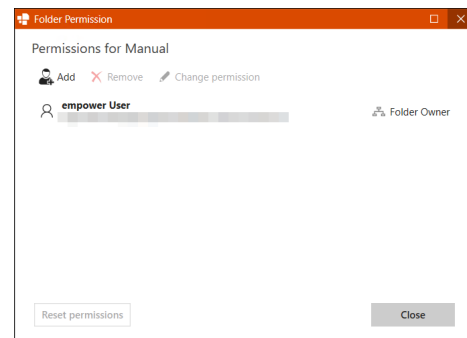 Folder Permission
Permissions for Manual
Add Remove Change permission
empower User
Folder Owner
Reset permissions Close